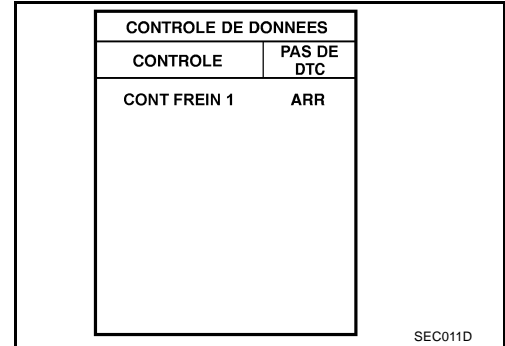 CONTROLE DE DONNEES
CONTROLE PAS DE DTC
CONT FREIN 1 ARR
SEC011D